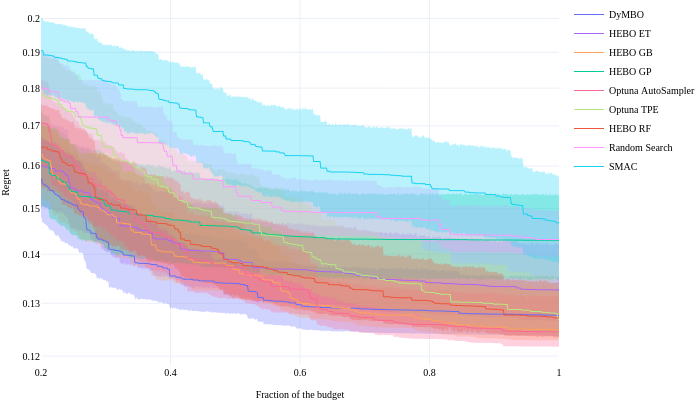 0.2
0.19
0.18
0.17
0.16
0.15
0.14
0.13
0.12
Regret
0.2 0.4 0.6 0.8 1
Fraction of the budget
DyMBO
HEBO ET
HEBO GB
HEBO GP
Optuna AutoSampler
Optuna TPE
HEBO RF
Random Search
SMAC